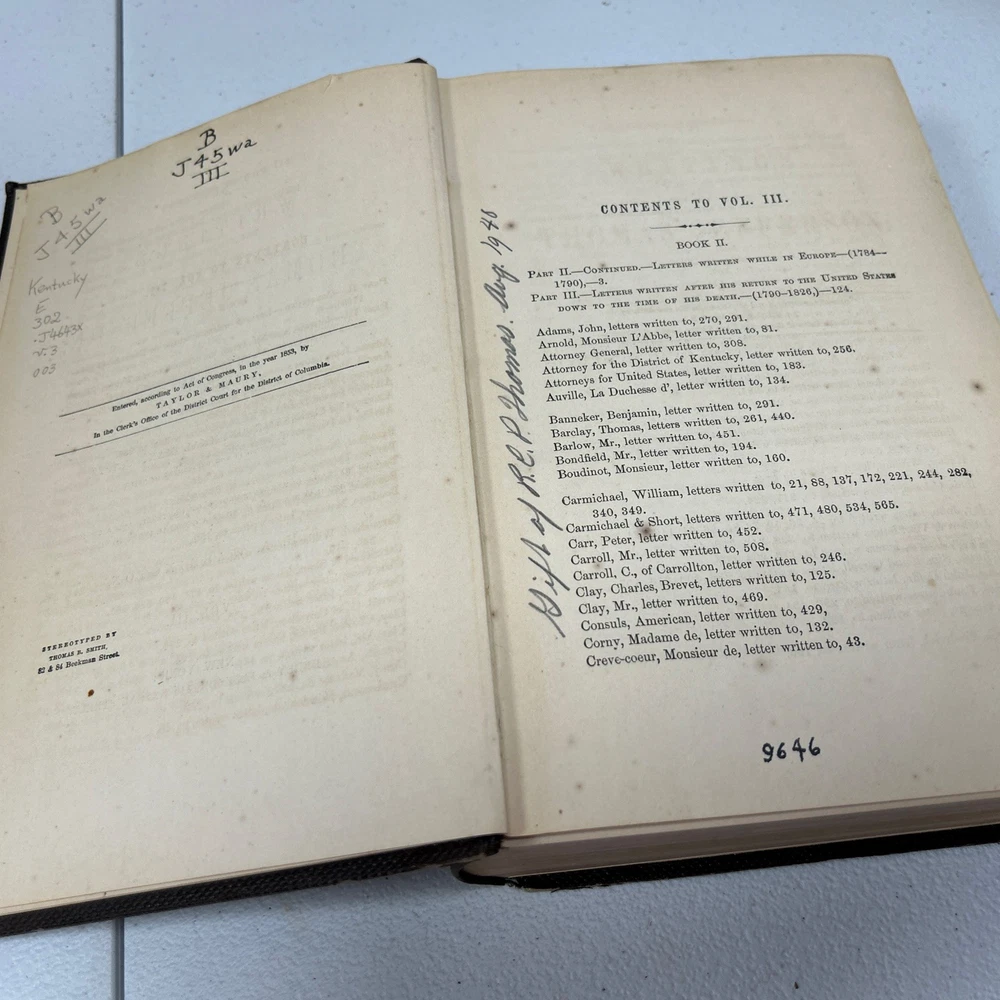 B
J45wa
III
B
J45wa
III
Kentucky
E
302.
.J4643x
v.3
003
Entered, according to Act of Congress, in the year 1853, by
TAYLOR & MAURY,
In the Clerk's Office of the District Court for the District of Columbia.
STEREOTYPED BY
THOMAS B. SMITH,
82 & 84 Beekman Street.
Gift of R.C.P. Thomas Aug. 1946
CONTENTS TO VOL. III.
BOOK II.
PART II.—CONTINUED.—LETTERS WRITTEN WHILE IN EUROPE—(1784—
1790),—3.
PART III.—LETTERS WRITTEN AFTER HIS RETURN TO THE UNITED STATES
DOWN TO THE TIME OF HIS DEATH.—(1790-1826,)—124.
Adams, John, letters written to, 270, 291.
Arnold, Monsieur L'Abbe, letter written to, 81.
Attorney General, letter written to, 308.
Attorney for the District of Kentucky, letter written to, 256.
Attorneys for United States, letter written to, 183.
Auville, La Duchesse d', letter written to, 134.
Banneker, Benjamin, letter written to, 291.
Barclay, Thomas, letters written to, 261, 440.
Barlow, Mr., letter written to, 451.
Bondfield, Mr., letter written to, 194.
Boudinot, Monsieur, letter written to, 160.
Carmichael, William, letters written to, 21, 88, 137, 172, 221, 244, 282,
340, 349.
Carmichael & Short, letters written to, 471, 480, 534, 565.
Carr, Peter, letter written to, 452.
Carroll, Mr., letter written to, 508.
Carroll, C., of Carrollton, letter written to, 246.
Clay, Charles, Brevet, letters written to, 125.
Clay, Mr., letter written to, 469.
Consuls, American, letter written to, 429,
Corny, Madame de, letter written to, 132.
Creve-coeur, Monsieur de, letter written to, 43.
9646